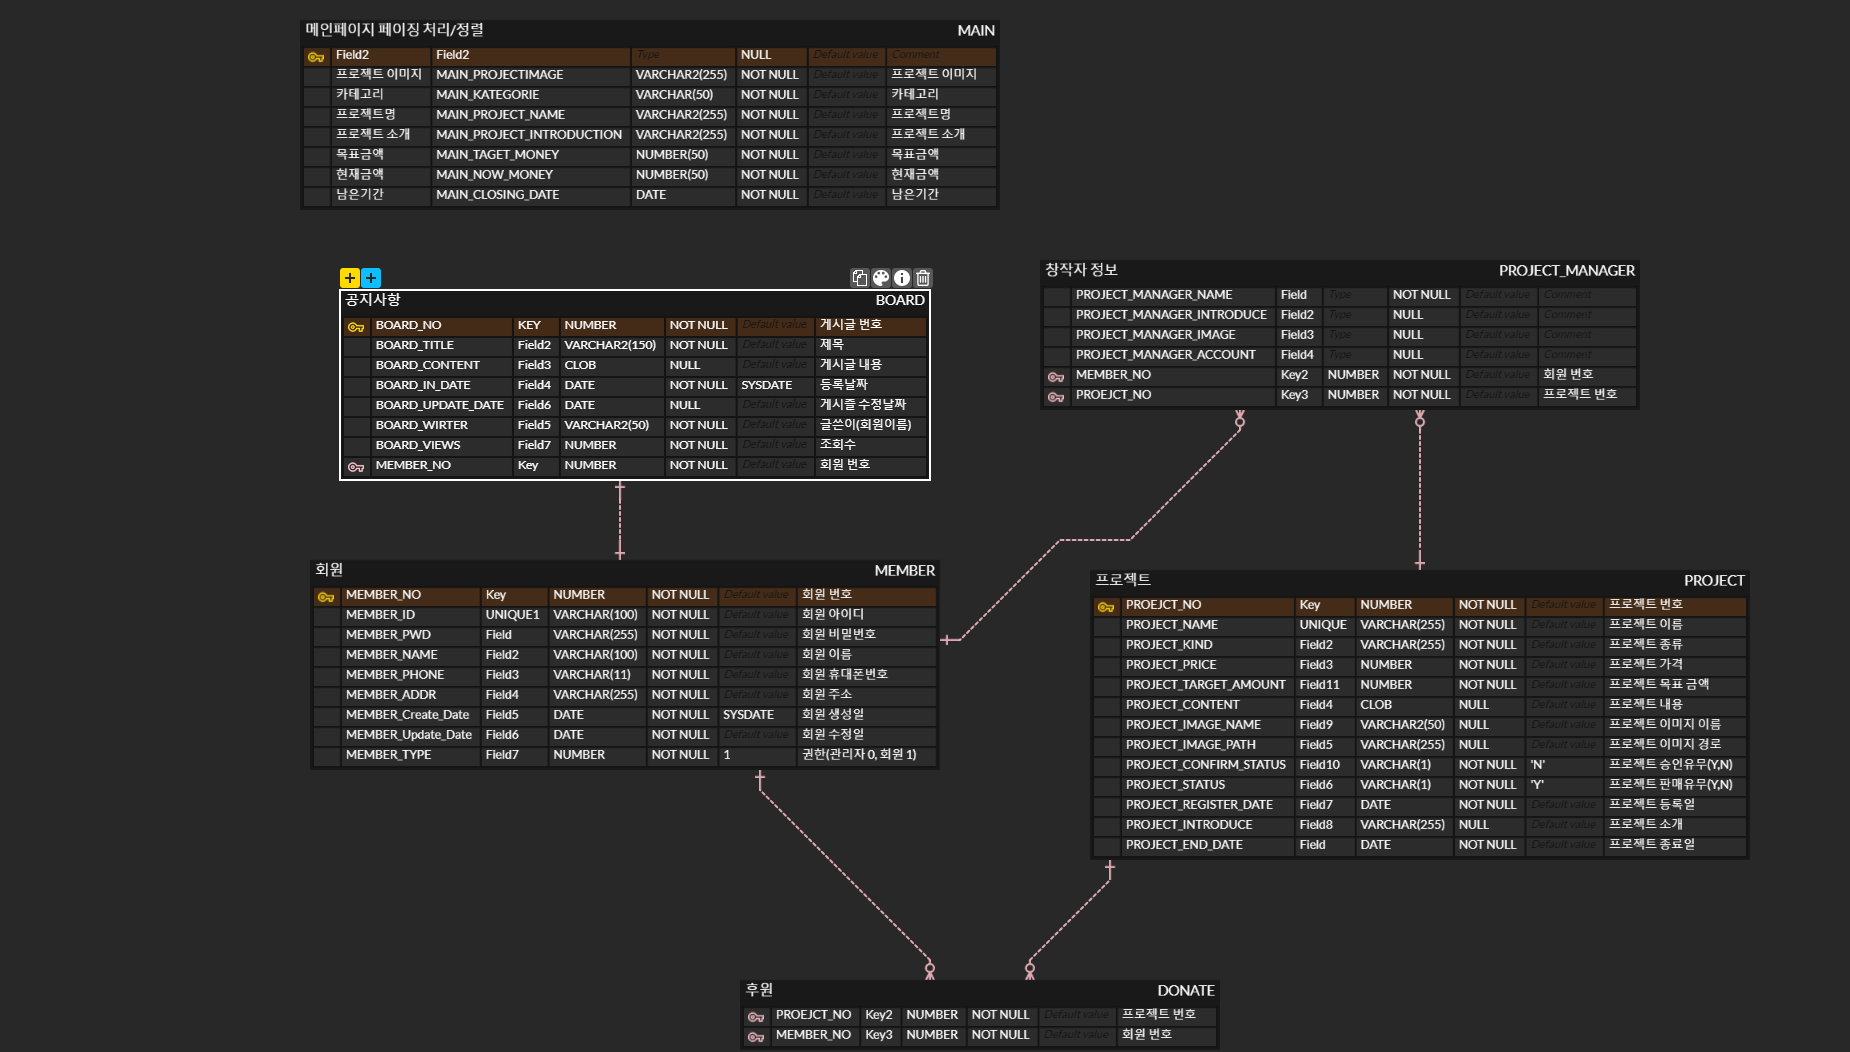 메인페이지 페이징 처리/정렬 MAIN
Field2 Field2 Type NULL Default value Comment
프로젝트 이미지 MAIN_PROJECTIMAGE VARCHAR2(255) NOT NULL Default value 프로젝트 이미지
카테고리 MAIN_KATEGORIE VARCHAR(50) NOT NULL Default value 카테고리
프로젝트명 MAIN_PROJECT_NAME VARCHAR2(255) NOT NULL Default value 프로젝트명
프로젝트 소개 MAIN_PROJECT_INTRODUCTION VARCHAR2(255) NOT NULL Default value 프로젝트 소개
목표금액 MAIN_TAGET_MONEY NUMBER(50) NOT NULL Default value 목표금액
현재금액 MAIN_NOW_MONEY NUMBER(50) NOT NULL Default value 현재금액
남은기간 MAIN_CLOSING_DATE DATE NOT NULL Default value 남은기간
공지사항 BOARD
BOARD_NO KEY NUMBER NOT NULL Default value 게시글 번호
BOARD_TITLE Field2 VARCHAR2(150) NOT NULL Default value 제목
BOARD_CONTENT Field3 CLOB NULL Default value 게시글 내용
BOARD_IN_DATE Field4 DATE NOT NULL SYSDATE 등록날짜
BOARD_UPDATE_DATE Field6 DATE NULL Default value 게시즐 수정날짜
BOARD_WIRTER Field5 VARCHAR2(50) NOT NULL Default value 글쓴이(회원이름)
BOARD_VIEWS Field7 NUMBER NOT NULL Default value 조회수
MEMBER_NO Key NUMBER NOT NULL Default value 회원 번호
창작자 정보 PROJECT_MANAGER
PROJECT_MANAGER_NAME Field Type NOT NULL Default value Comment
PROJECT_MANAGER_INTRODUCE Field2 Type NULL Default value Comment
PROJECT_MANAGER_IMAGE Field3 Type NULL Default value Comment
PROJECT_MANAGER_ACCOUNT Field4 Type NULL Default value Comment
MEMBER_NO Key2 NUMBER NOT NULL Default value 회원 번호
PROEJCT_NO Key3 NUMBER NOT NULL Default value 프로젝트 번호
회원 MEMBER
MEMBER_NO Key NUMBER NOT NULL Default value 회원 번호
MEMBER_ID UNIQUE1 VARCHAR(100) NOT NULL Default value 회원 아이디
MEMBER_PWD Field VARCHAR(255) NOT NULL Default value 회원 비밀번호
MEMBER_NAME Field2 VARCHAR(100) NOT NULL Default value 회원 이름
MEMBER_PHONE Field3 VARCHAR(11) NOT NULL Default value 회원 휴대폰번호
MEMBER_ADDR Field4 VARCHAR(255) NOT NULL Default value 회원 주소
MEMBER_Create_Date Field5 DATE NOT NULL SYSDATE 회원 생성일
MEMBER_Update_Date Field6 DATE NOT NULL Default value 회원 수정일
MEMBER_TYPE Field7 NUMBER NOT NULL 1 권한(관리자 0, 회원 1)
프로젝트 PROJECT
PROEJCT_NO Key NUMBER NOT NULL Default value 프로젝트 번호
PROJECT_NAME UNIQUE VARCHAR(255) NOT NULL Default value 프로젝트 이름
PROJECT_KIND Field2 VARCHAR(255) NOT NULL Default value 프로젝트 종류
PROJECT_PRICE Field3 NUMBER NOT NULL Default value 프로젝트 가격
PROJECT_TARGET_AMOUNT Field11 NUMBER NOT NULL Default value 프로젝트 목표 금액
PROJECT_CONTENT Field4 CLOB NULL Default value 프로젝트 내용
PROJECT_IMAGE_NAME Field9 VARCHAR2(50) NULL Default value 프로젝트 이미지 이름
PROJECT_IMAGE_PATH Field5 VARCHAR(255) NULL Default value 프로젝트 이미지 경로
PROJECT_CONFIRM_STATUS Field10 VARCHAR(1) NOT NULL 'N' 프로젝트 승인유무(Y,N)
PROJECT_STATUS Field6 VARCHAR(1) NOT NULL 'Y' 프로젝트 판매유무(Y,N)
PROJECT_REGISTER_DATE Field7 DATE NOT NULL Default value 프로젝트 등록일
PROJECT_INTRODUCE Field8 VARCHAR(255) NULL Default value 프로젝트 소개
PROJECT_END_DATE Field DATE NOT NULL Default value 프로젝트 종료일
후원 DONATE
PROEJCT_NO Key2 NUMBER NOT NULL Default value 프로젝트 번호
MEMBER_NO Key3 NUMBER NOT NULL Default value 회원 번호